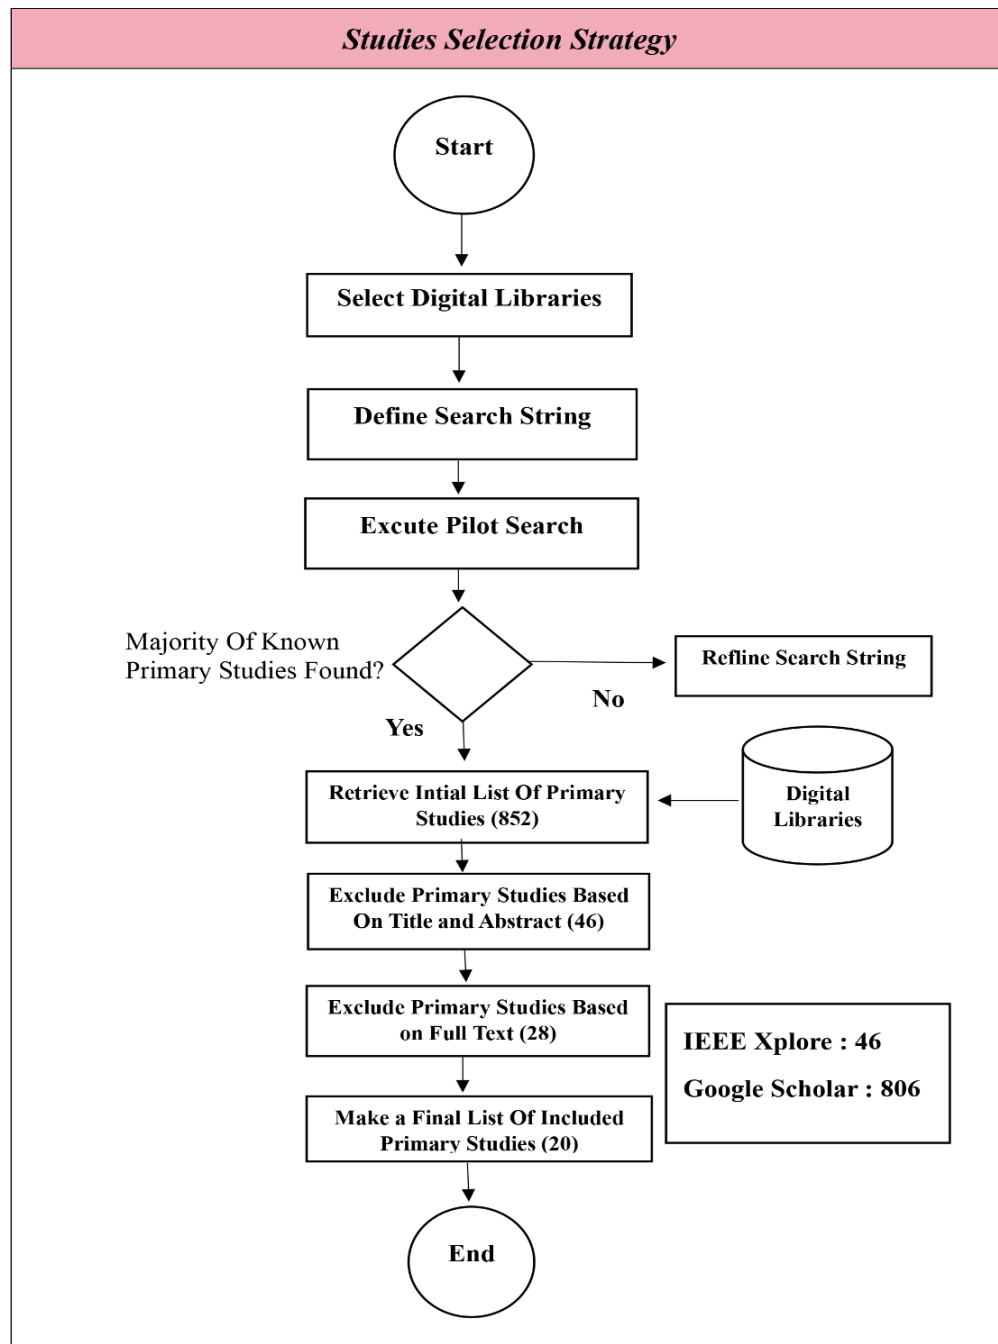 Studies Selection Strategy
Start
Select Digital Libraries
Define Search String
Excute Pilot Search
Majority Of Known
Primary Studies Found?
Refline Search String
No
Yes
Retrieve Intial List Of Primary
Studies (852)
Digital
Libraries
Exclude Primary Studies Based
On Title and Abstract (46)
Exclude Primary Studies Based
on Full Text (28)
IEEE Xplore : 46
Google Scholar : 806
Make a Final List Of Included
Primary Studies (20)
End